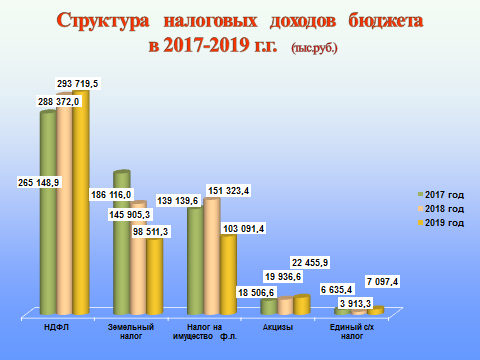 Структура налоговых доходов бюджета
в 2017-2019 г.г. (тыс.руб.)
293 719,5
288 372,0
265 148,9
186 116,0
145 905,3
98 511,3
139 139,6
151 323,4
103 091,4
18 506,6
19 936,6
22 455,9
6 635,4
3 913,3
7 097,4
2017 год
2018 год
2019 год
НДФЛ
Земельный
налог
Налог на
имущество ф.л.
Акцизы
Единый с/х
налог